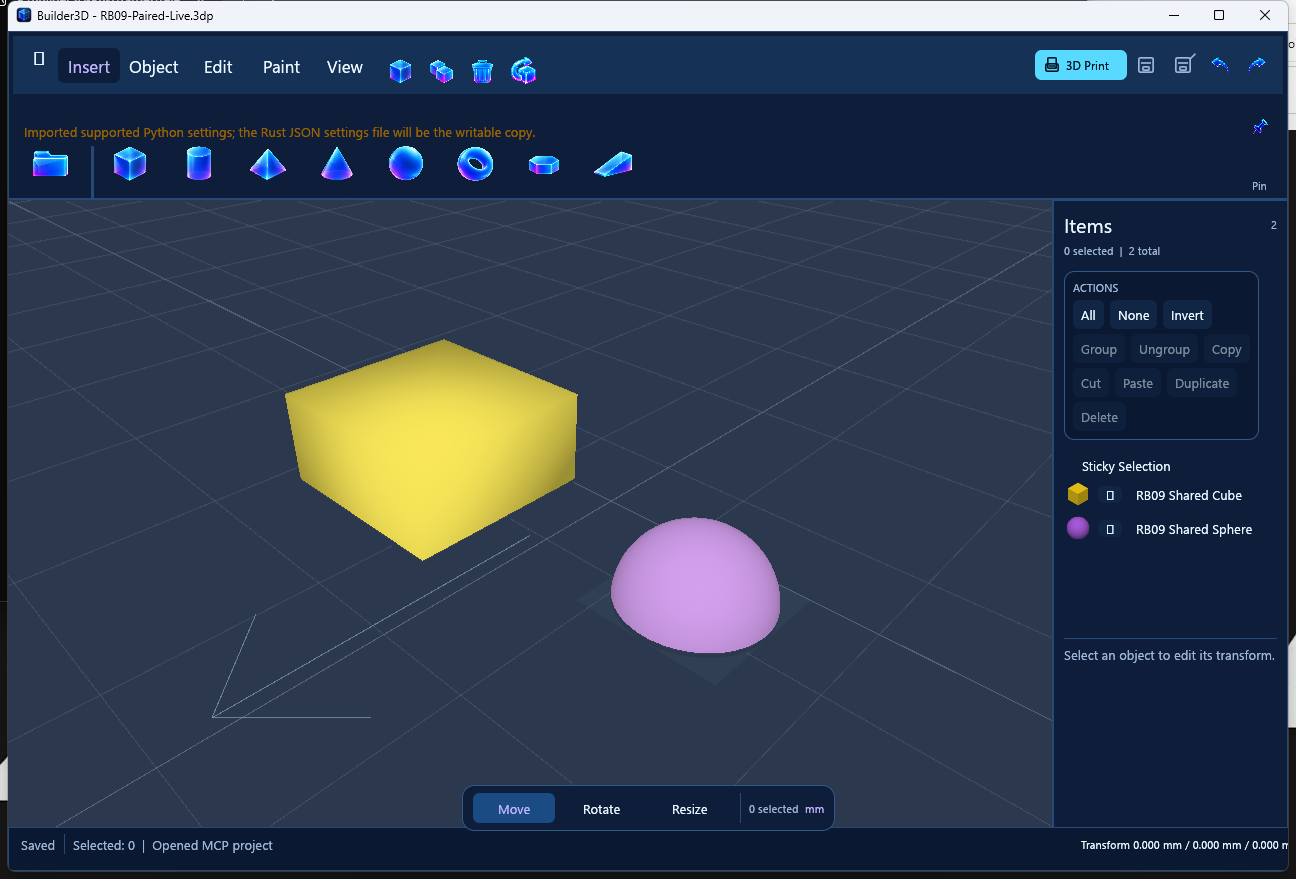 Builder3D - RB09-Paired-Live.3dp
Insert Object Edit Paint View
3D Print
Imported supported Python settings; the Rust JSON settings file will be the writable copy.
Pin
Items 2
0 selected | 2 total
ACTIONS
All None Invert
Group Ungroup Copy
Cut Paste Duplicate
Delete
Sticky Selection
RB09 Shared Cube
RB09 Shared Sphere
Select an object to edit its transform.
Move Rotate Resize 0 selected mm
Saved Selected: 0 | Opened MCP project
Transform 0.000 mm / 0.000 mm / 0.000 m